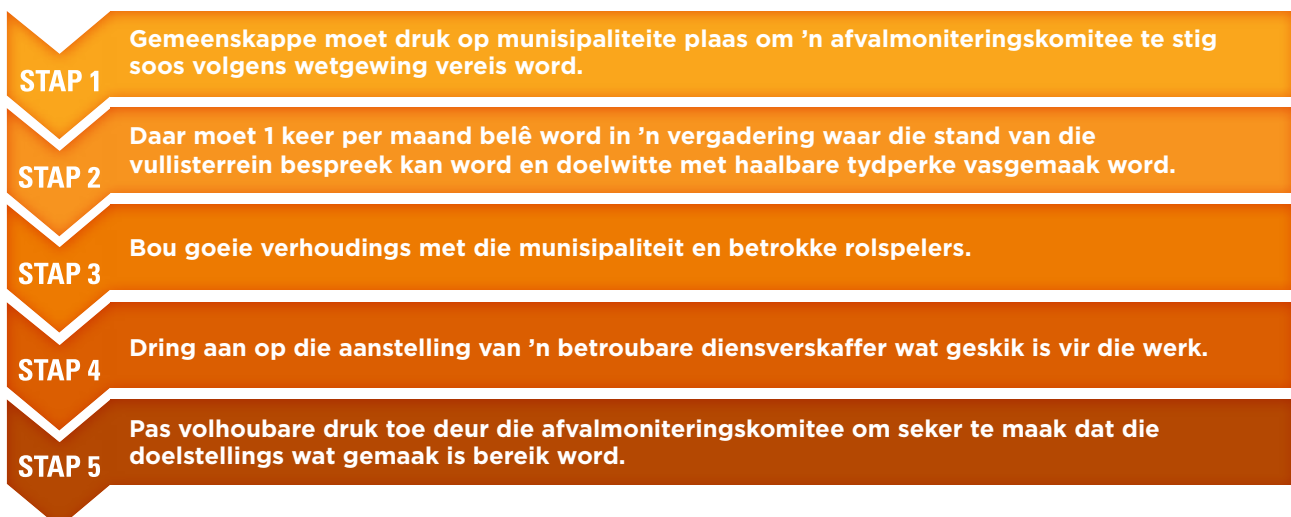 STAP 1
Gemeenskappe moet druk op munisipaliteite plaas om ’n afvalmoniteringskomitee te stig
soos volgens wetgewing vereis word.
STAP 2
Daar moet 1 keer per maand belê word in ’n vergadering waar die stand van die
vullisterrein bespreek kan word en doelwitte met haalbare tydperke vasgemaak word.
STAP 3
Bou goeie verhoudings met die munisipaliteit en betrokke rolspelers.
STAP 4
Dring aan op die aanstelling van ’n betroubare diensverskaffer wat geskik is vir die werk.
STAP 5
Pas volhoubare druk toe deur die afvalmoniteringskomitee om seker te maak dat die
doelstellings wat gemaak is bereik word.